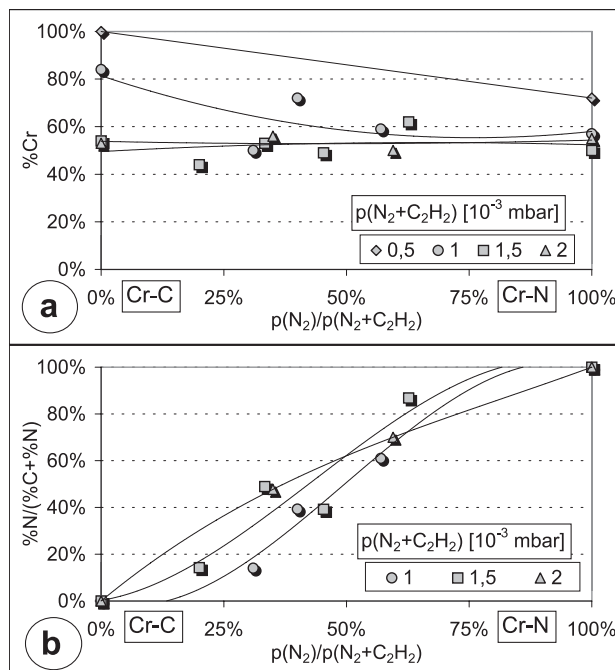 100%
80%
60%
40%
20%
0%
%Cr
p(N₂+C₂H₂) [10⁻³ mbar]
0,5 1 1,5 2
a
0% Cr-C 25% 50% 75% Cr-N 100%
p(N₂)/p(N₂+C₂H₂)
100%
80%
60%
40%
20%
0%
%N/(%C+%N)
p(N₂+C₂H₂) [10⁻³ mbar]
1 1,5 2
b
0% Cr-C 25% 50% 75% Cr-N 100%
p(N₂)/p(N₂+C₂H₂)